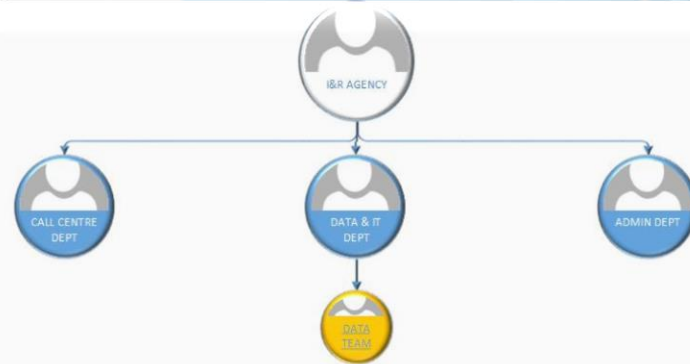 I&R AGENCY
CALL CENTRE
DEPT
DATA & IT
DEPT
ADMIN DEPT
DATA
TEAM